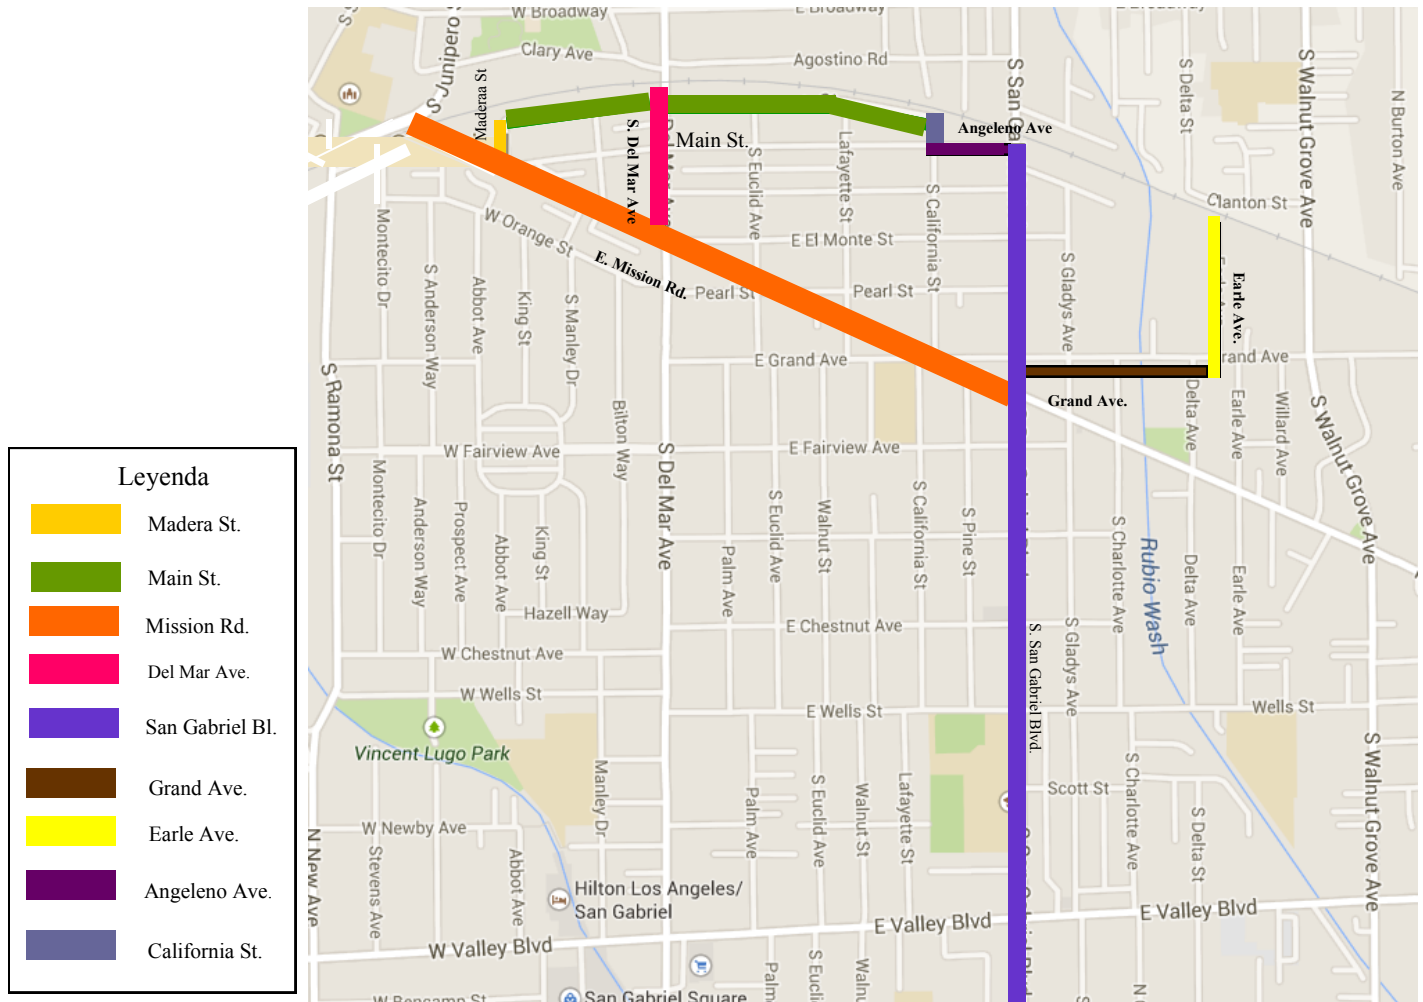 Leyenda
Madera St.
Main St.
Mission Rd.
Del Mar Ave.
San Gabriel Bl.
Grand Ave.
Earle Ave.
Angeleno Ave.
California St.
W Broadway
E Broadway
E Broadway
Clary Ave
Agostino Rd
S Junipero
Maderaa St
S San Ga
Angeleno Ave
S Delta St
S Walnut Grove Ave
N Burton Ave
Main St.
S. Del Mar Ave
S Euclid Ave
Lafayette St
S California St
Clanton St
W Orange St
E. Mission Rd.
E El Monte St
Pearl St
Pearl St
S Gladys Ave
Earle Ave.
Montecito Dr
S Anderson Way
Abbot Ave
King St
S Manley Dr
E Grand Ave
rand Ave
Grand Ave.
S Ramona St
Bilton Way
S Del Mar Ave
W Fairview Ave
E Fairview Ave
Delta Ave
Earle Ave
Willard Ave
S Walnut Grove Ave
Montecito Dr
Anderson Way
Prospect Ave
Abbot Ave
King St
Hazell Way
Palm Ave
S Euclid Ave
Walnut St
S California St
S Pine St
S Charlotte Ave
Rubio Wash
Delta Ave
Earle Ave
E Chestnut Ave
W Chestnut Ave
S. San Gabriel Blvd.
S Gladys Ave
W Wells St
E Wells St
Wells St
Vincent Lugo Park
Manley Dr
Palm Ave
S Euclid Ave
Walnut St
Lafayette St
Scott St
S Charlotte Ave
S Delta St
S Walnut Grove Ave
N New Ave
W Newby Ave
Stevens Ave
Abbot Ave
Hilton Los Angeles/
San Gabriel
E Valley Blvd
E Valley Blvd
W Valley Blvd
Palm
S Eucli
Walnu
W Bencamp St
San Gabriel Square